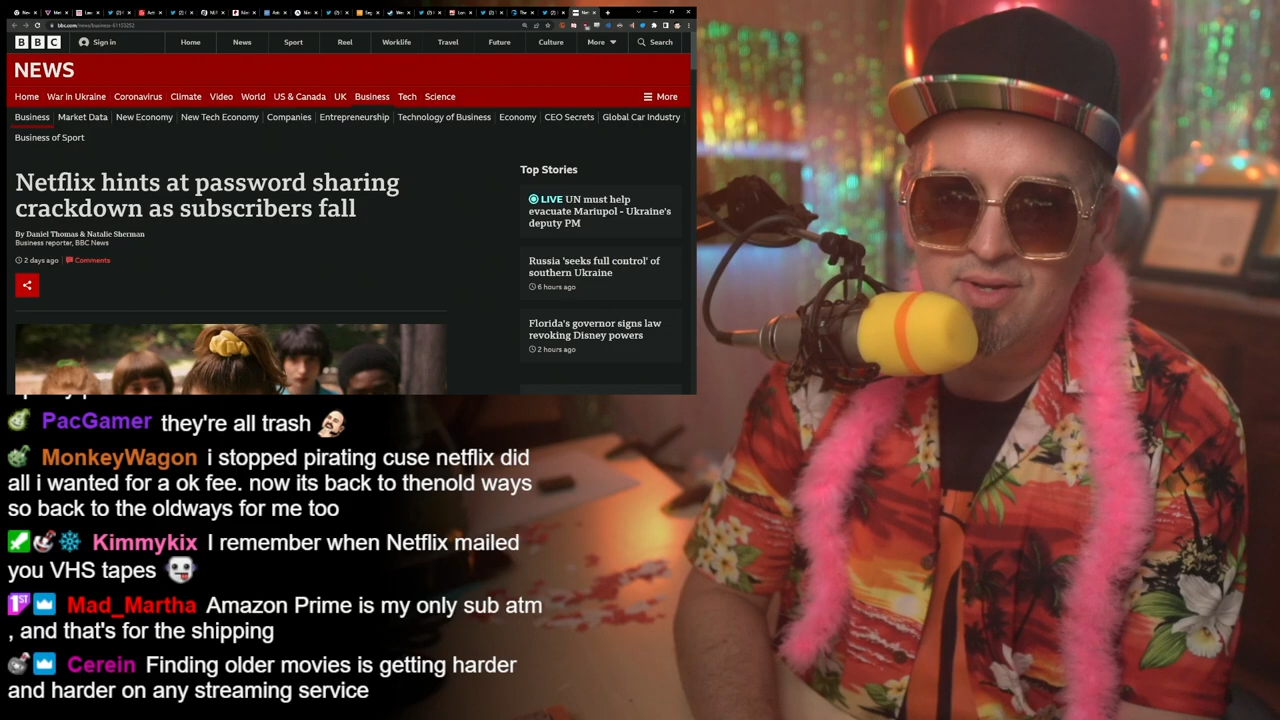 bbc.com/news/business-61153252
BBC
Sign in
Home
News
Sport
Reel
Worklife
Travel
Future
Culture
More
Search
NEWS
Home
War in Ukraine
Coronavirus
Climate
Video
World
US & Canada
UK
Business
Tech
Science
More
Business
Market Data
New Economy
New Tech Economy
Companies
Entrepreneurship
Technology of Business
Economy
CEO Secrets
Global Car Industry
Business of Sport
Netflix hints at password sharing
crackdown as subscribers fall
By Daniel Thomas & Natalie Sherman
Business reporter, BBC News
2 days ago
Comments
Top Stories
LIVE UN must help
evacuate Mariupol - Ukraine's
deputy PM
Russia 'seeks full control' of
southern Ukraine
6 hours ago
Florida's governor signs law
revoking Disney powers
2 hours ago
PacGamer they're all trash
MonkeyWagon i stopped pirating cuse netflix did
all i wanted for a ok fee. now its back to thenold ways
so back to the oldways for me too
Kimmykix I remember when Netflix mailed
you VHS tapes
1ST Mad_Martha Amazon Prime is my only sub atm
, and that's for the shipping
Cerein Finding older movies is getting harder
and harder on any streaming service